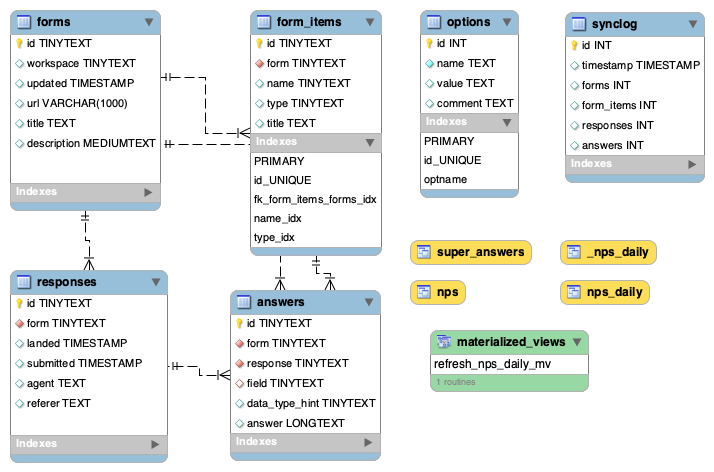 forms
id TINYTEXT
workspace TINYTEXT
updated TIMESTAMP
url VARCHAR(1000)
title TEXT
description MEDIUMTEXT
Indexes
form_items
id TINYTEXT
form TINYTEXT
name TINYTEXT
type TINYTEXT
title TEXT
Indexes
PRIMARY
id_UNIQUE
fk_form_items_forms_idx
name_idx
type_idx
options
id INT
name TEXT
value TEXT
comment TEXT
Indexes
PRIMARY
id_UNIQUE
optname
synclog
id INT
timestamp TIMESTAMP
forms INT
form_items INT
responses INT
answers INT
Indexes
responses
id TINYTEXT
form TINYTEXT
landed TIMESTAMP
submitted TIMESTAMP
agent TEXT
referer TEXT
Indexes
answers
id TINYTEXT
form TINYTEXT
response TINYTEXT
field TINYTEXT
data_type_hint TINYTEXT
answer LONGTEXT
Indexes
super_answers
_nps_daily
nps
nps_daily
materialized_views
refresh_nps_daily_mv
1 routines